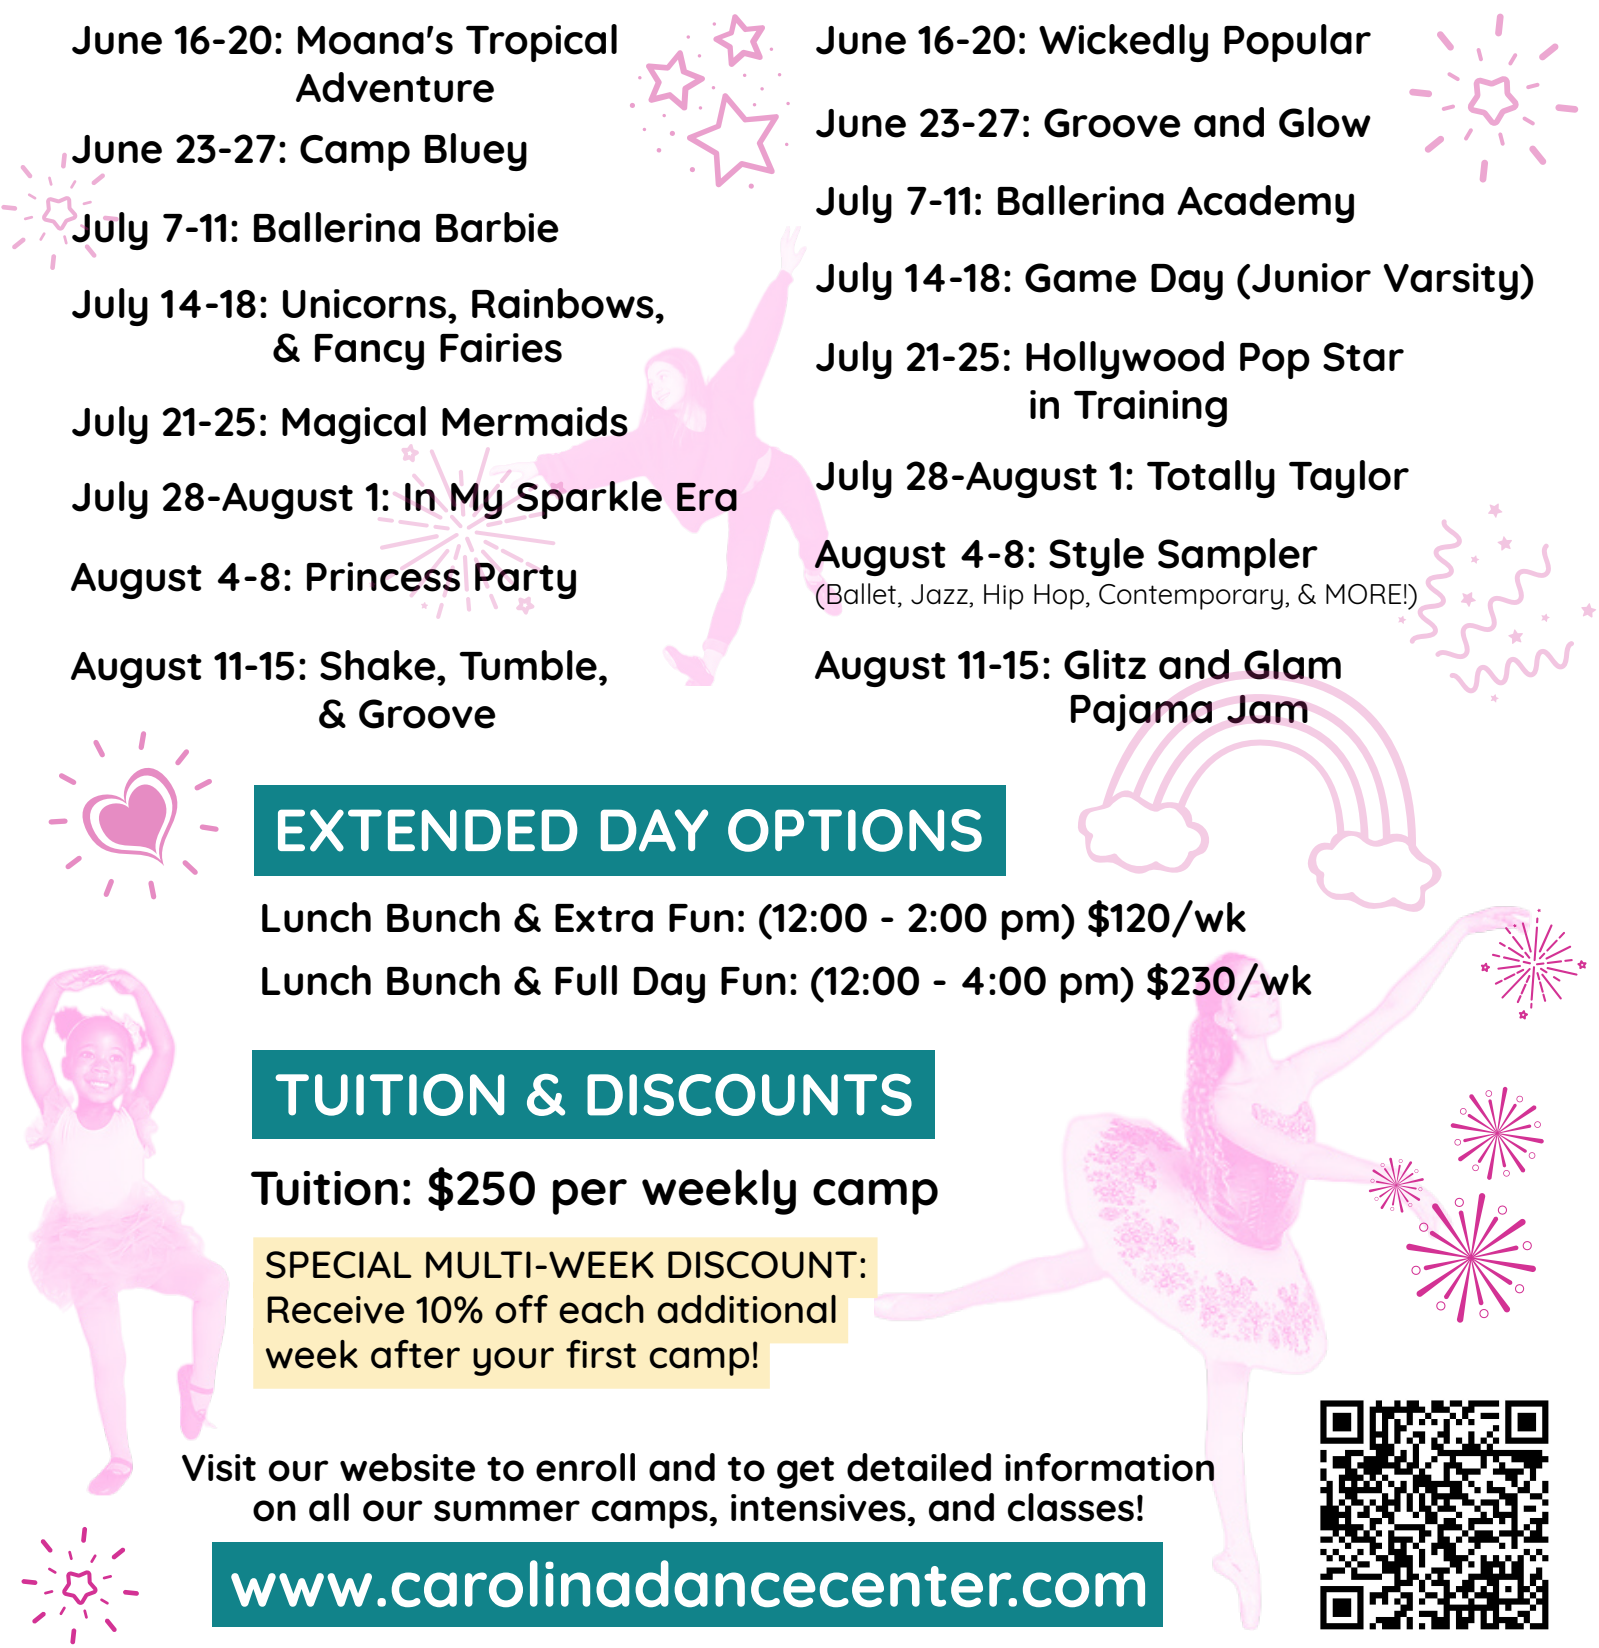 June 16-20: Moana's Tropical
Adventure
June 23-27: Camp Bluey
July 7-11: Ballerina Barbie
July 14-18: Unicorns, Rainbows,
& Fancy Fairies
July 21-25: Magical Mermaids
July 28-August 1: In My Sparkle Era
August 4-8: Princess Party
August 11-15: Shake, Tumble,
& Groove
June 16-20: Wickedly Popular
June 23-27: Groove and Glow
July 7-11: Ballerina Academy
July 14-18: Game Day (Junior Varsity)
July 21-25: Hollywood Pop Star
in Training
July 28-August 1: Totally Taylor
August 4-8: Style Sampler
(Ballet, Jazz, Hip Hop, Contemporary, & MORE!)
August 11-15: Glitz and Glam
Pajama Jam
EXTENDED DAY OPTIONS
Lunch Bunch & Extra Fun: (12:00 - 2:00 pm) $120/wk
Lunch Bunch & Full Day Fun: (12:00 - 4:00 pm) $230/wk
TUITION & DISCOUNTS
Tuition: $250 per weekly camp
SPECIAL MULTI-WEEK DISCOUNT:
Receive 10% off each additional
week after your first camp!
Visit our website to enroll and to get detailed information
on all our summer camps, intensives, and classes!
www.carolinadancecenter.com